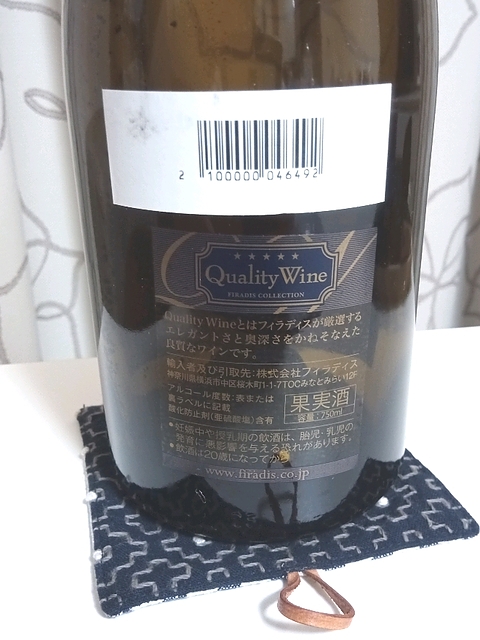 2 100000 046492
★★★★★
Quality Wine
FIRADIS COLLECTION
Quality Wineとはフィラディスが厳選する
エレガントさと奥深さをかねそなえた
良質なワインです。
輸入者及び引取先:株式会社フィラディス
神奈川県横浜市中区桜木町1-1-7TOCみなとみらい12F
アルコール度数:表または
裏ラベルに記載
酸化防止剤(亜硫酸塩)含有
果実酒
容量:750ml
•妊娠中や授乳期の飲酒は、胎児・乳児の
発育に悪影響を与える恐れがあります。
•飲酒は20歳になってから
www.firadis.co.jp